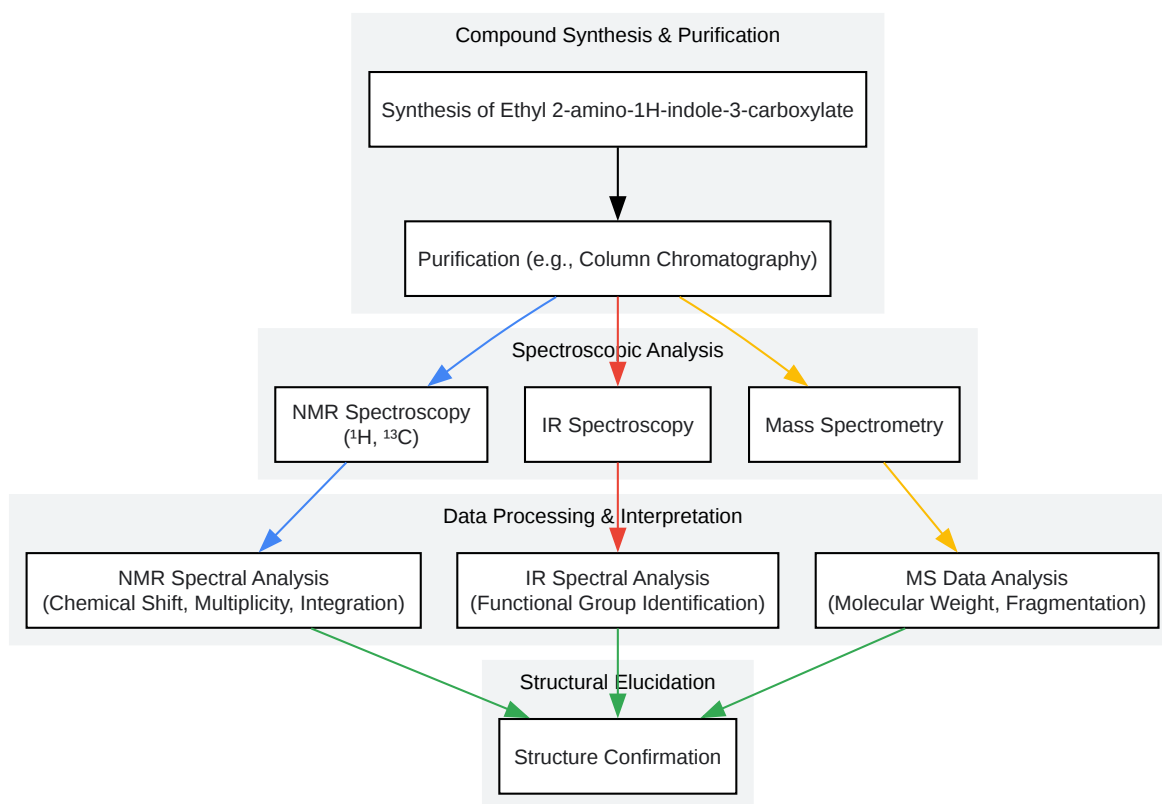 Compound Synthesis & Purification
Synthesis of Ethyl 2-amino-1H-indole-3-carboxylate
Purification (e.g., Column Chromatography)
Spectroscopic Analysis
NMR Spectroscopy
(¹H, ¹³C)
IR Spectroscopy
Mass Spectrometry
Data Processing & Interpretation
NMR Spectral Analysis
(Chemical Shift, Multiplicity, Integration)
IR Spectral Analysis
(Functional Group Identification)
MS Data Analysis
(Molecular Weight, Fragmentation)
Structural Elucidation
Structure Confirmation